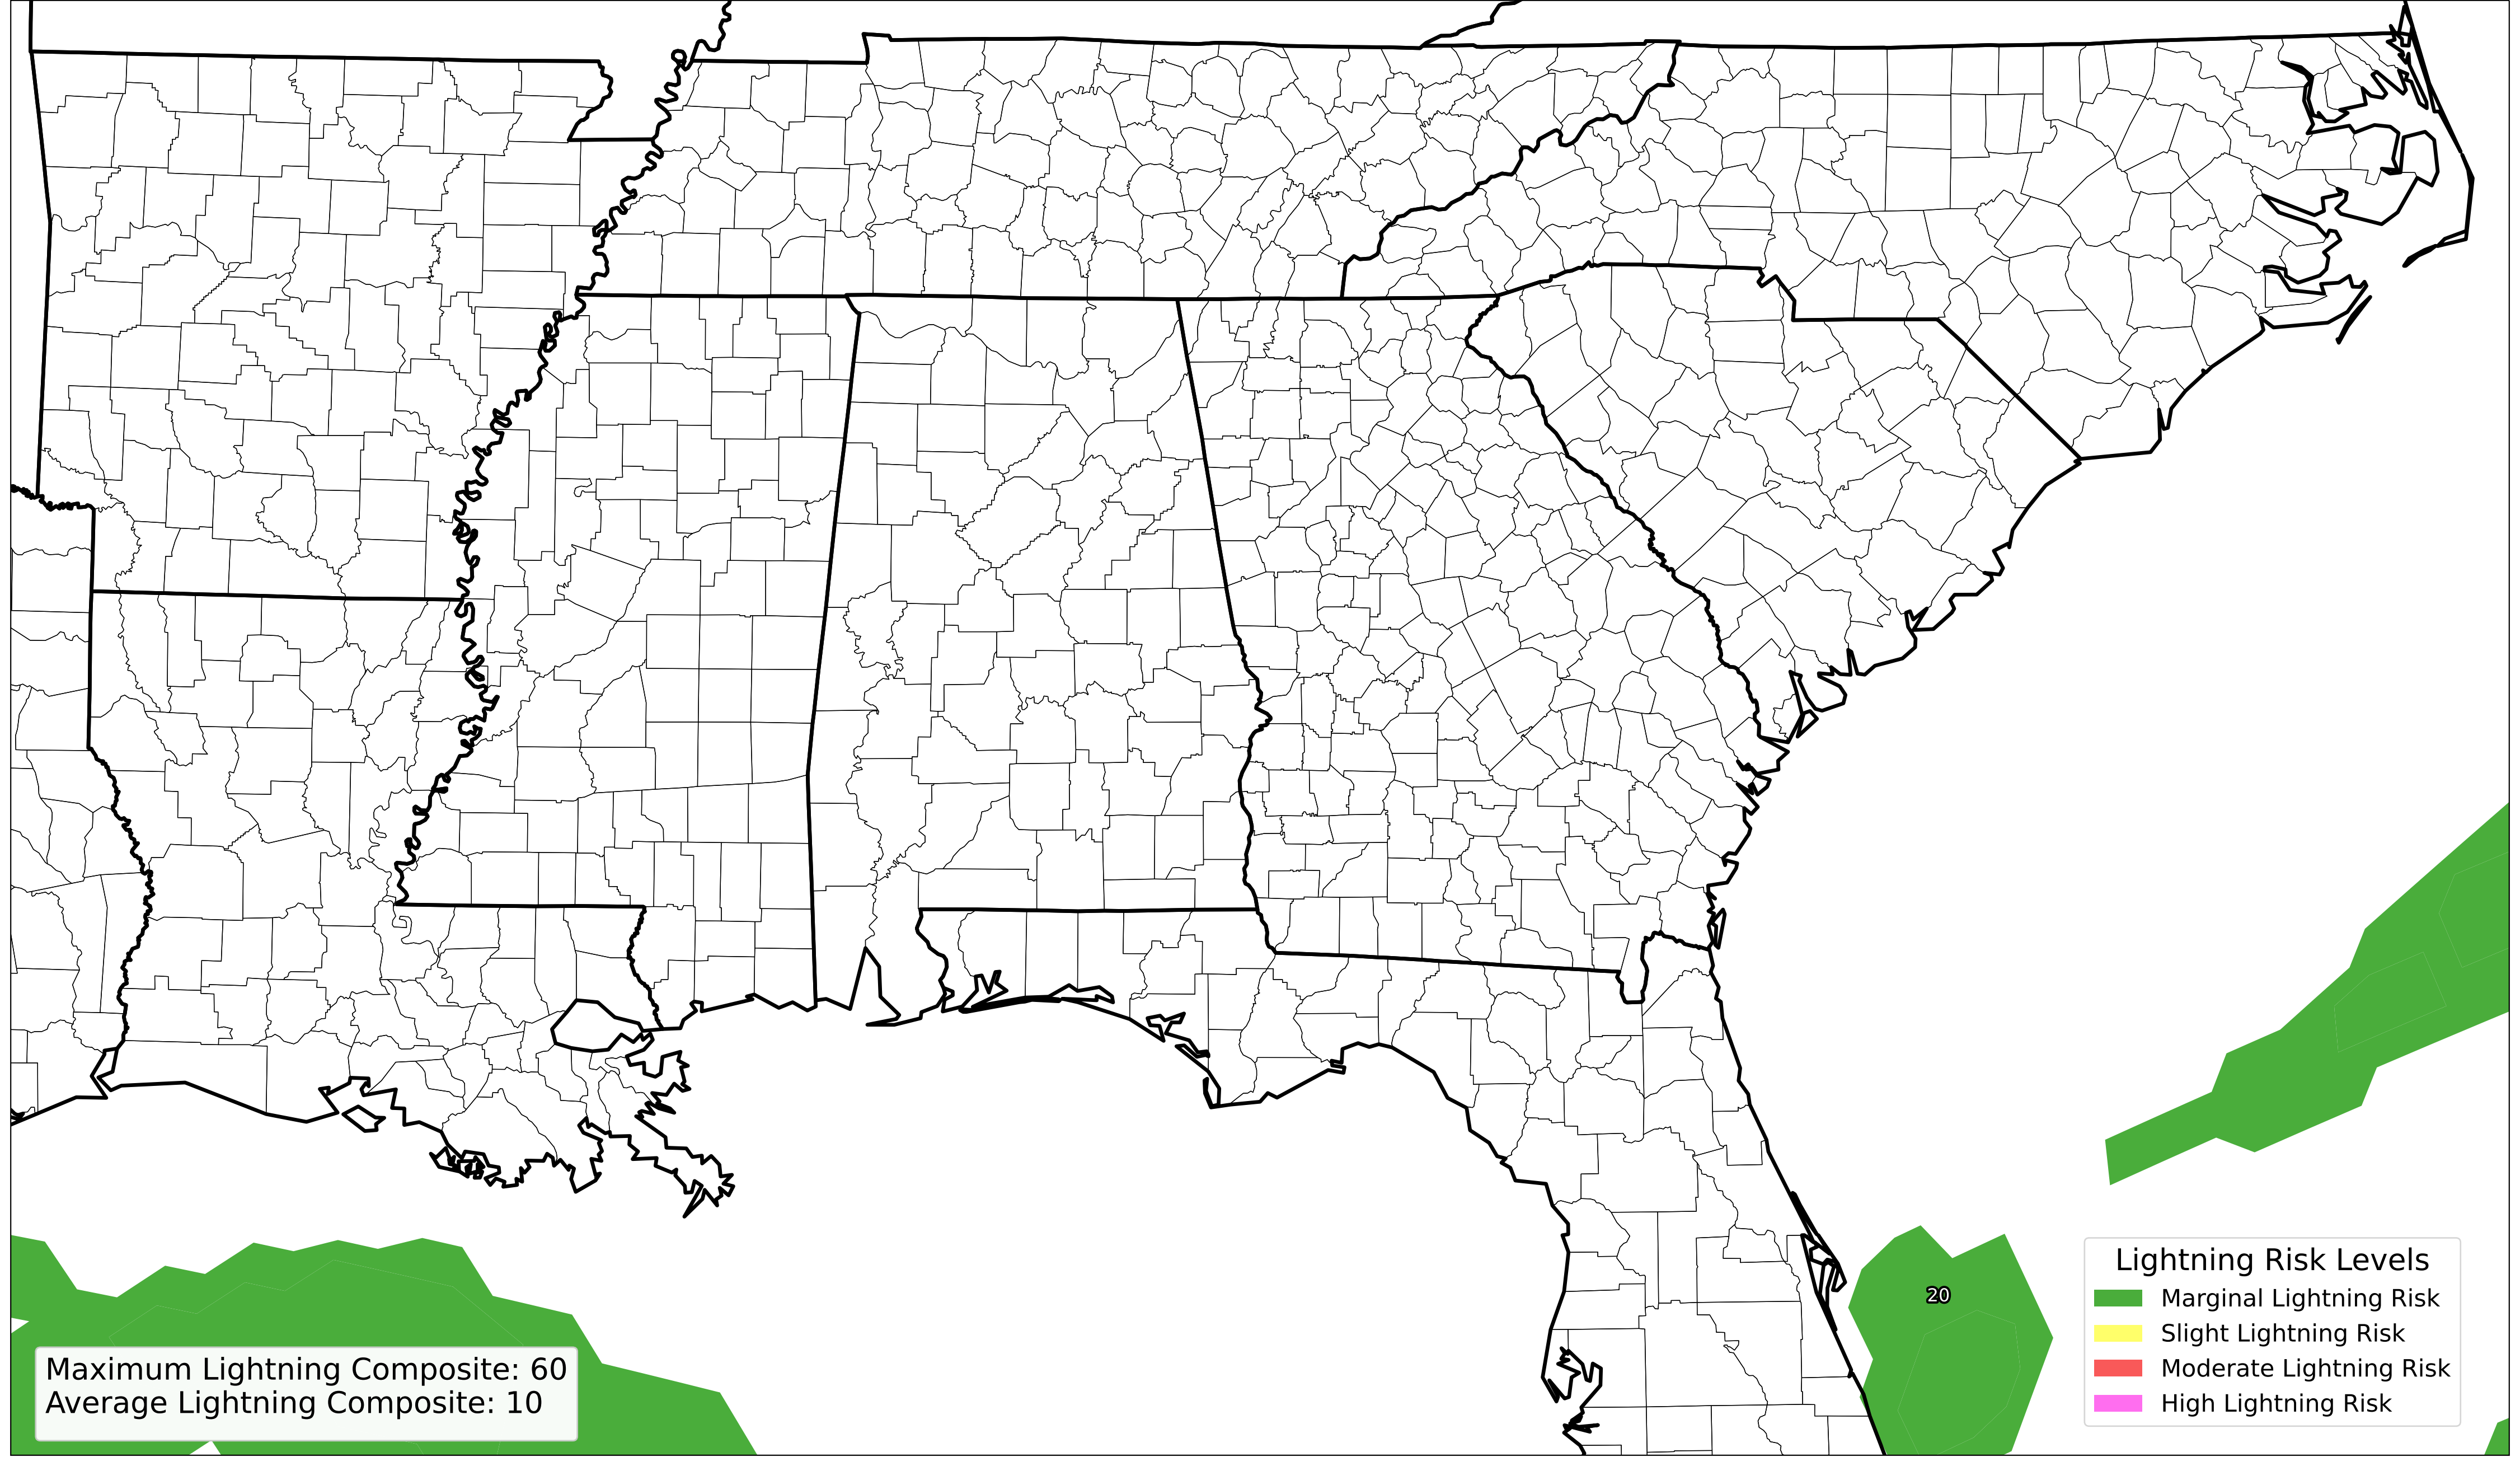 20
Lightning Risk Levels
Marginal Lightning Risk
Slight Lightning Risk
Moderate Lightning Risk
High Lightning Risk
Maximum Lightning Composite: 60
Average Lightning Composite: 10